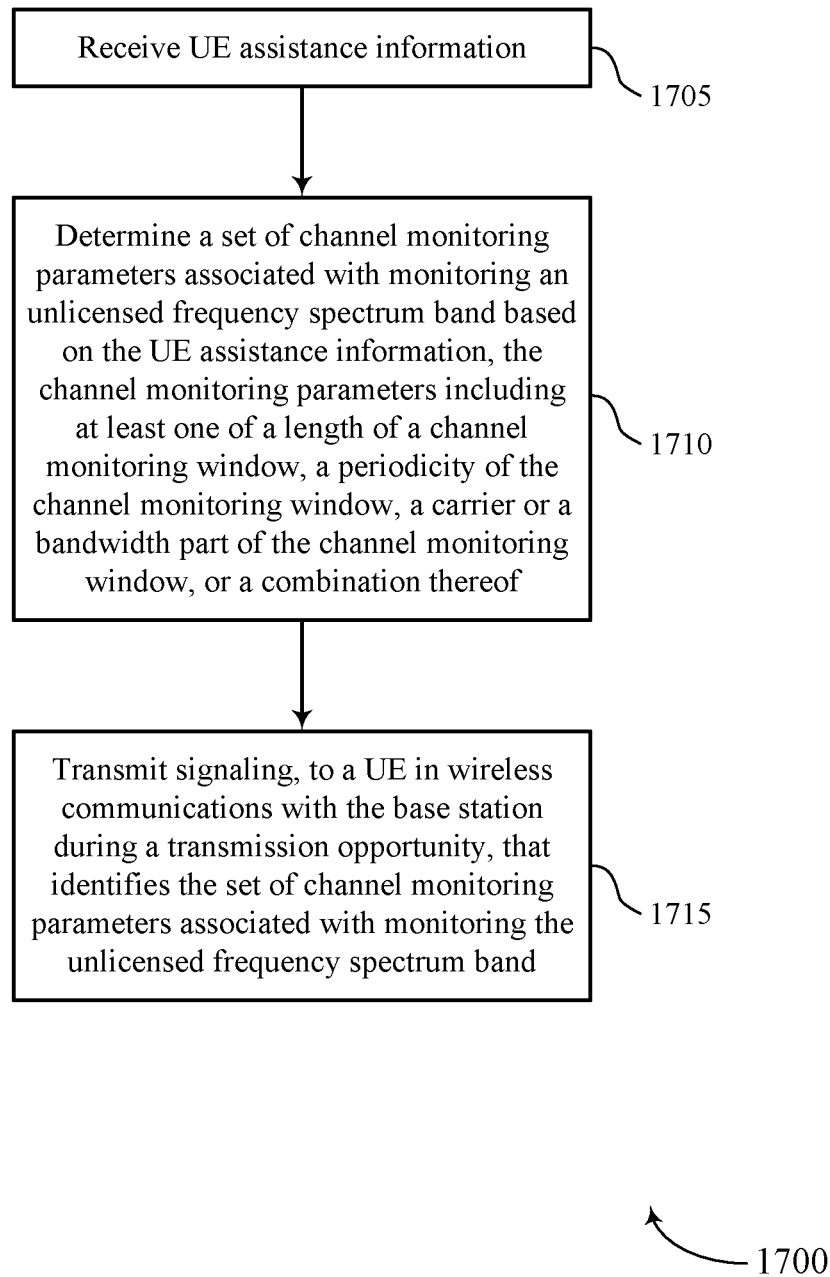 Receive UE assistance information
1705
Determine a set of channel monitoring
parameters associated with monitoring an
unlicensed frequency spectrum band based
on the UE assistance information, the
channel monitoring parameters including
at least one of a length of a channel
monitoring window, a periodicity of the
channel monitoring window, a carrier or a
bandwidth part of the channel monitoring
window, or a combination thereof
1710
Transmit signaling, to a UE in wireless
communications with the base station
during a transmission opportunity, that
identifies the set of channel monitoring
parameters associated with monitoring the
unlicensed frequency spectrum band
1715
1700